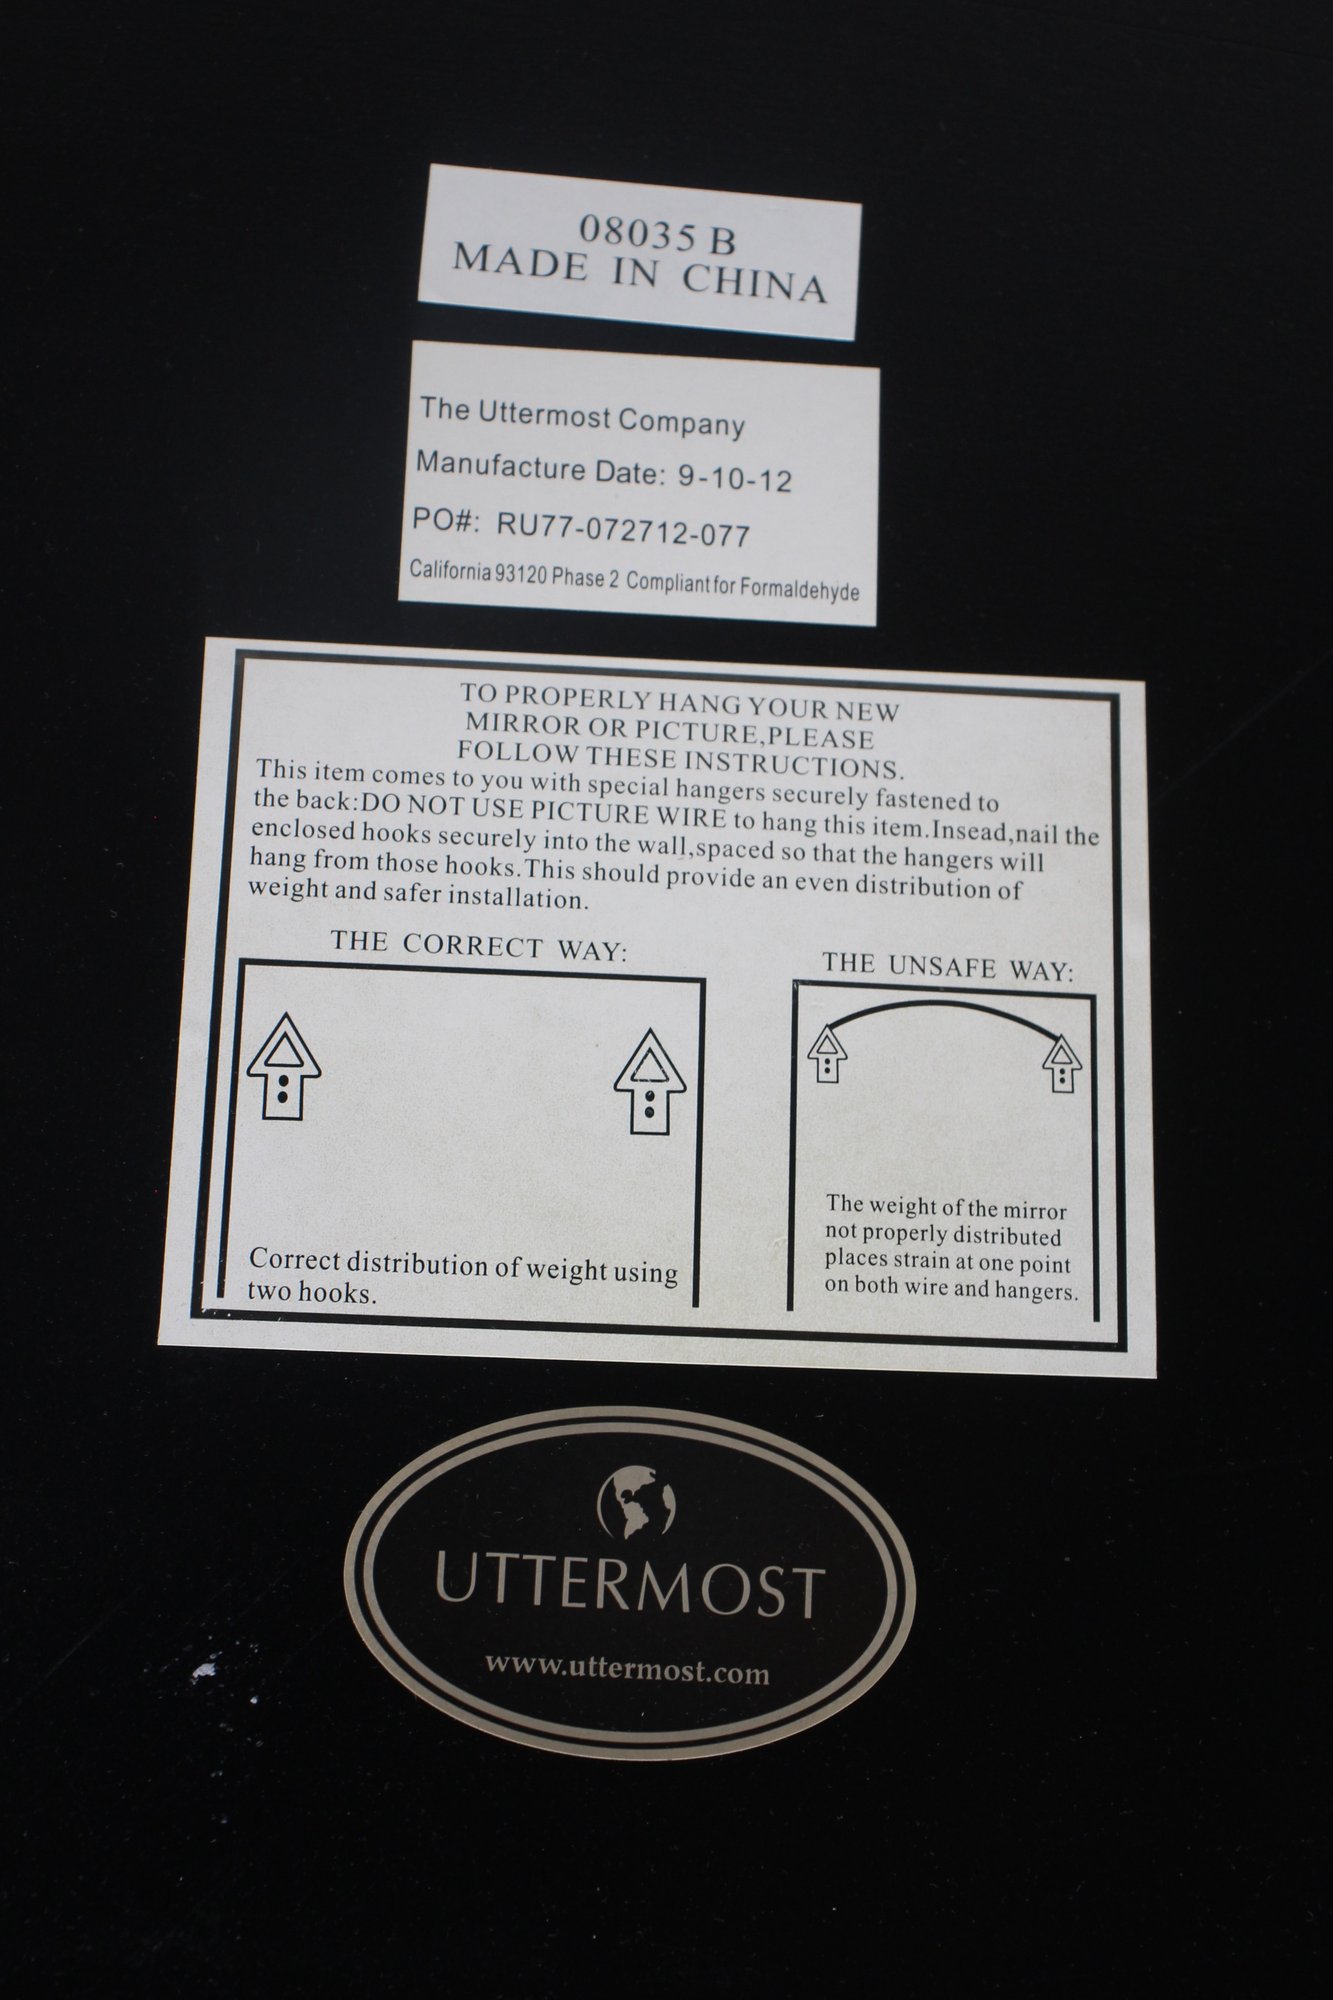 08035 B
MADE IN CHINA
The Uttermost Company
Manufacture Date: 9-10-12
PO#: RU77-072712-077
California 93120 Phase 2 Compliant for Formaldehyde
TO PROPERLY HANG YOUR NEW
MIRROR OR PICTURE,PLEASE
FOLLOW THESE INSTRUCTIONS.
This item comes to you with special hangers securely fastened to
the back:DO NOT USE PICTURE WIRE to hang this item.Insead,nail the
enclosed hooks securely into the wall,spaced so that the hangers will
hang from those hooks.This should provide an even distribution of
weight and safer installation.
THE CORRECT WAY:
Correct distribution of weight using
two hooks.
THE UNSAFE WAY:
The weight of the mirror
not properly distributed
places strain at one point
on both wire and hangers.
UTTERMOST
www.uttermost.com